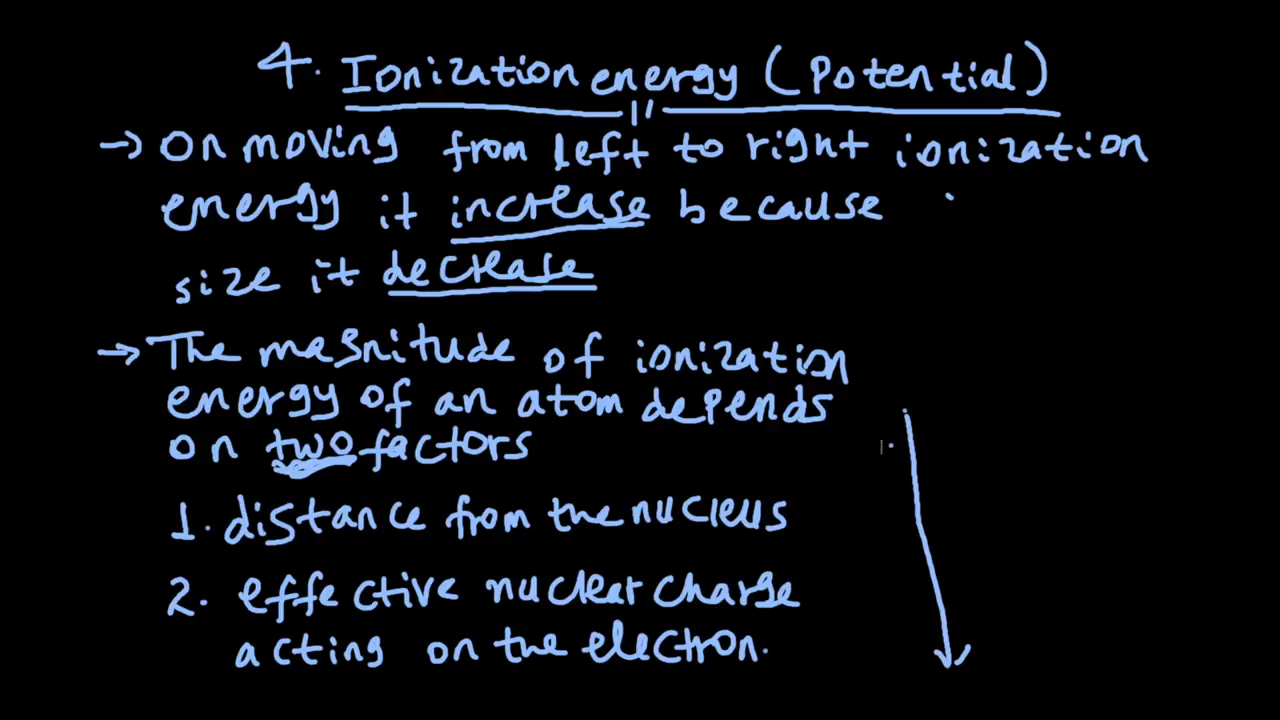 4. Ionization energy (Potential)
→ On moving from left to right ionization
energy it increase because
size it decrease
→ The magnitude of ionization
energy of an atom depends
on two factors
1. distance from the nucleus
2. effective nuclear charge
acting on the electron.